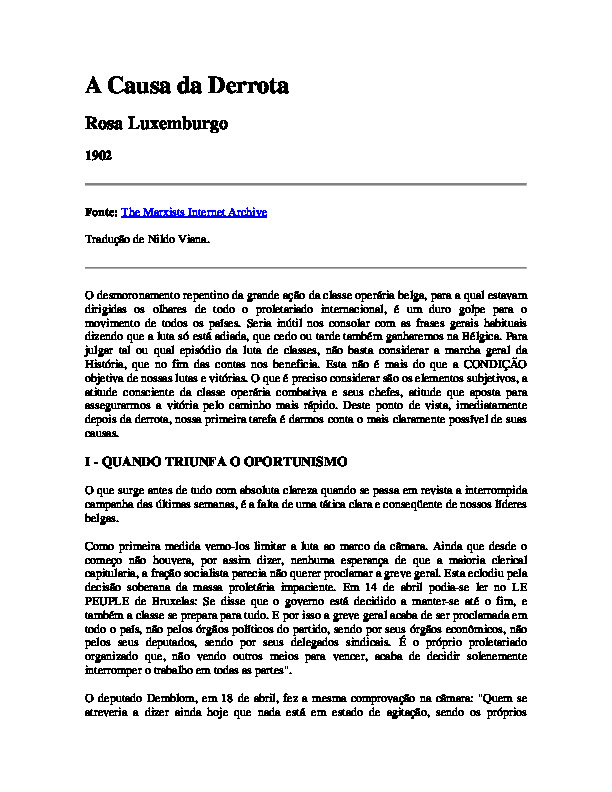 A Causa da Derrota
Rosa Luxemburgo
1902
Fonte: The Marxists Internet Archive
Tradução de Nildo Viana.
O desmoronamento repentino da grande ação da classe operária belga, para a qual estavam
dirigidas os olhares de todo o proletariado internacional, é um duro golpe para o
movimento de todos os países. Seria inútil nos consolar com as frases gerais habituais
dizendo que a luta só está adiada, que cedo ou tarde também ganharemos na Bélgica. Para
julgar tal ou qual episódio da luta de classes, não basta considerar a marcha geral da
História, que no fim das contas nos beneficia. Esta não é mais do que a CONDIÇÃO
objetiva de nossas lutas e vitórias. O que é preciso considerar são os elementos subjetivos, a
atitude consciente da classe operária combativa e seus chefes, atitude que aposta para
assegurarmos a vitória pelo caminho mais rápido. Deste ponto de vista, imediatamente
depois da derrota, nossa primeira tarefa é darmos conta o mais claramente possível de suas
causas.
I - QUANDO TRIUNFA O OPORTUNISMO
O que surge antes de tudo com absoluta clareza quando se passa em revista a interrompida
campanha das últimas semanas, é a falta de uma tática clara e conseqüente de nossos líderes
belgas.
Como primeira medida vemo-los limitar a luta ao marco da câmara. Ainda que desde o
começo não houvera, por assim dizer, nenhuma esperança de que a maioria clerical
capitularia, a fração socialista parecia não querer proclamar a greve geral. Esta eclodiu pela
decisão soberana da massa proletária impaciente. Em 14 de abril podia-se ler no LE
PEUPLE de Bruxelas: Se disse que o governo está decidido a manter-se até o fim, e
também a classe se prepara para tudo. E por isso a greve geral acaba de ser proclamada em
todo o país, não pelos órgãos políticos do partido, sendo por seus órgãos econômicos, não
pelos seus deputados, sendo por seus delegados sindicais. É o próprio proletariado
organizado que, não vendo outros meios para vencer, acaba de decidir solenemente
interromper o trabalho em todas as partes".
O deputado Demblom, em 18 de abril, fez a mesma comprovação na câmara: "Quem se
atreveria a dizer ainda hoje que nada está em estado de agitação, sendo os próprios